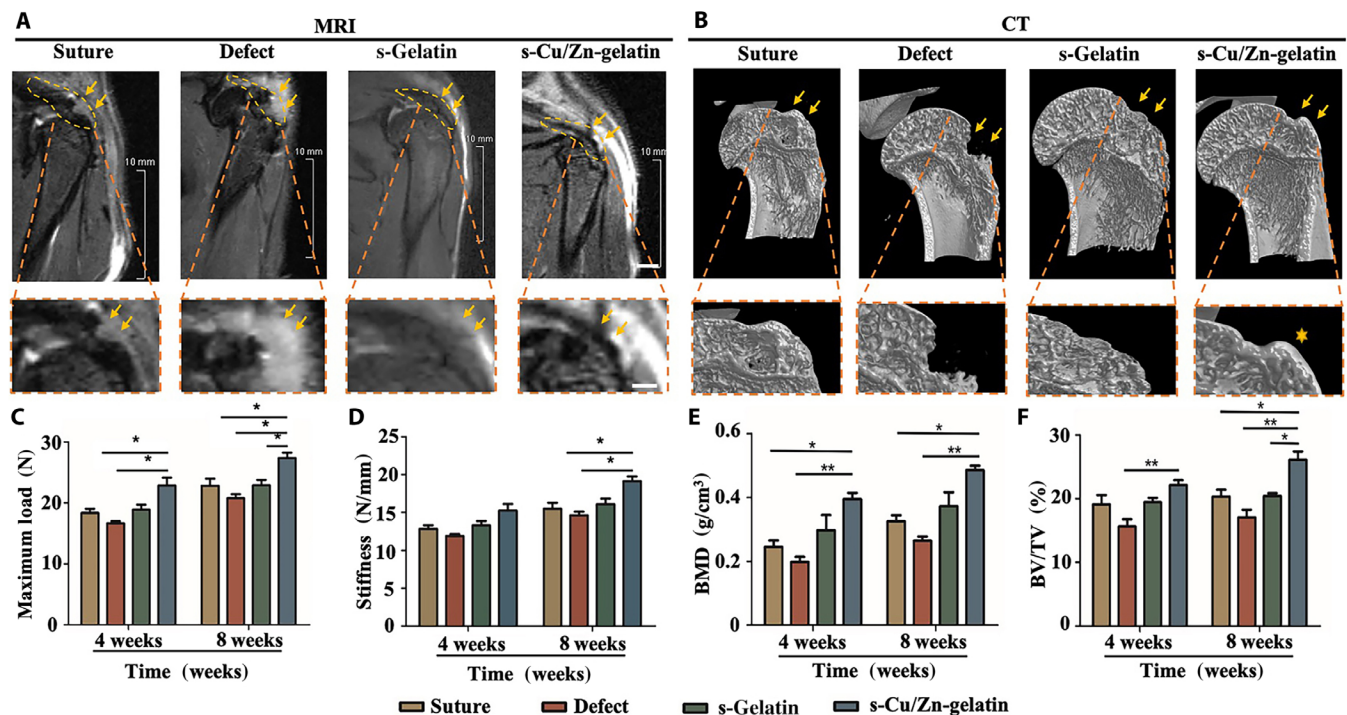 A
MRI
Suture
Defect
s-Gelatin
s-Cu/Zn-gelatin
10 mm
10 mm
10 mm
10 mm
B
CT
Suture
Defect
s-Gelatin
s-Cu/Zn-gelatin
C
Maximum load (N)
30
20
10
0
*
*
*
*
*
4 weeks
8 weeks
Time (weeks)
D
Stiffness (N/mm)
25
20
15
10
5
0
*
*
4 weeks
8 weeks
Time (weeks)
E
BMD (g/cm³)
0.6
0.4
0.2
0
*
**
*
**
4 weeks
8 weeks
Time (weeks)
F
BV/TV (%)
30
20
10
0
**
*
**
*
4 weeks
8 weeks
Time (weeks)
Suture
Defect
s-Gelatin
s-Cu/Zn-gelatin